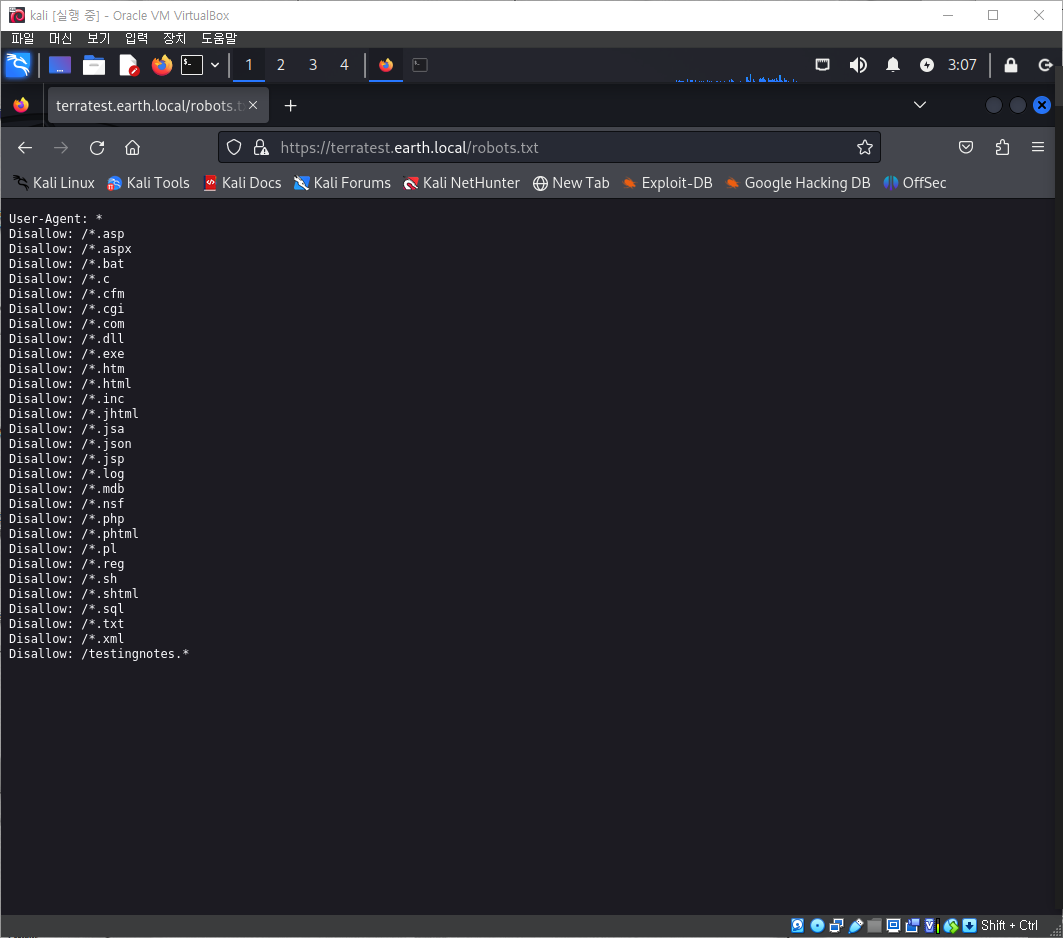 kali [실행 중] - Oracle VM VirtualBox
파일 머신 보기 입력 장치 도움말
1 2 3 4 3:07
terratest.earth.local/robots.t
https://terratest.earth.local/robots.txt
Kali Linux Kali Tools Kali Docs Kali Forums Kali NetHunter New Tab Exploit-DB Google Hacking DB OffSec
User-Agent: *
Disallow: /*.asp
Disallow: /*.aspx
Disallow: /*.bat
Disallow: /*.c
Disallow: /*.cfm
Disallow: /*.cgi
Disallow: /*.com
Disallow: /*.dll
Disallow: /*.exe
Disallow: /*.htm
Disallow: /*.html
Disallow: /*.inc
Disallow: /*.jhtml
Disallow: /*.jsa
Disallow: /*.json
Disallow: /*.jsp
Disallow: /*.log
Disallow: /*.mdb
Disallow: /*.nsf
Disallow: /*.php
Disallow: /*.phtml
Disallow: /*.pl
Disallow: /*.reg
Disallow: /*.sh
Disallow: /*.shtml
Disallow: /*.sql
Disallow: /*.txt
Disallow: /*.xml
Disallow: /testingnotes.*
Shift + Ctrl